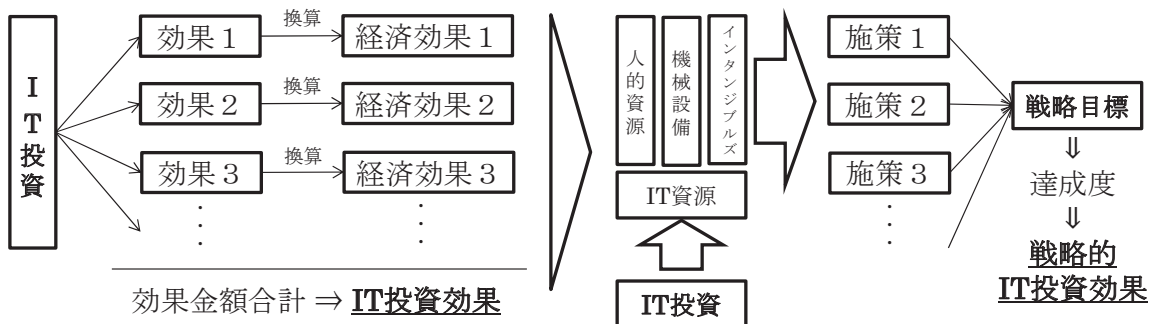 IT投資
効果1
換算
経済効果1
効果2
換算
経済効果2
効果3
換算
経済効果3
効果金額合計 ⇒ IT投資効果
人的資源
機械設備
インタンジブルズ
IT資源
IT投資
施策1
施策2
施策3
戦略目標
⇓
達成度
⇓
戦略的
IT投資効果